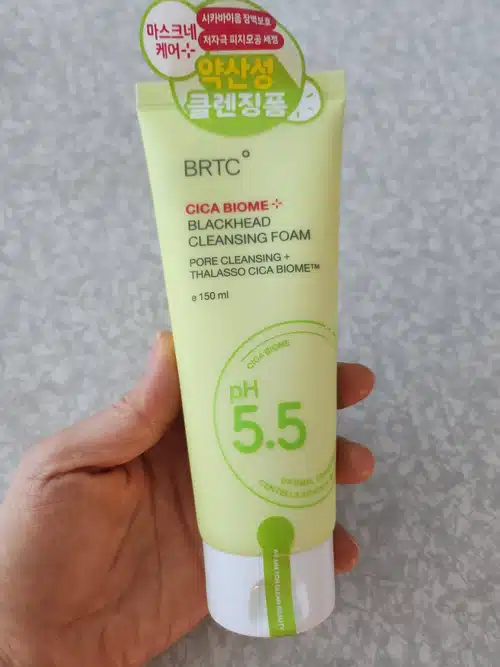 마스크네
케어
시카바이옴 장벽보호
저자극 피지모공 세정
약산성
클렌징폼
BRTC
CICA BIOME
BLACKHEAD
CLEANSING FOAM
PORE CLEANSING +
THALASSO CICA BIOME™
e 150 ml
CICA BIOME
pH
5.5